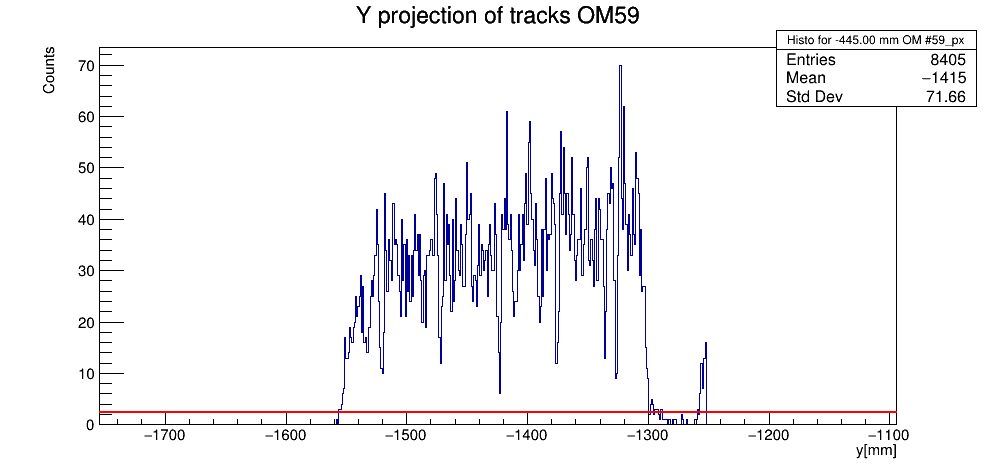 Y projection of tracks OM59
Histo for -445.00 mm OM #59_px
Entries 8405
Mean −1415
Std Dev 71.66
Counts
70
60
50
40
30
20
10
0
−1700 −1600 −1500 −1400 −1300 −1200 −1100
y[mm]